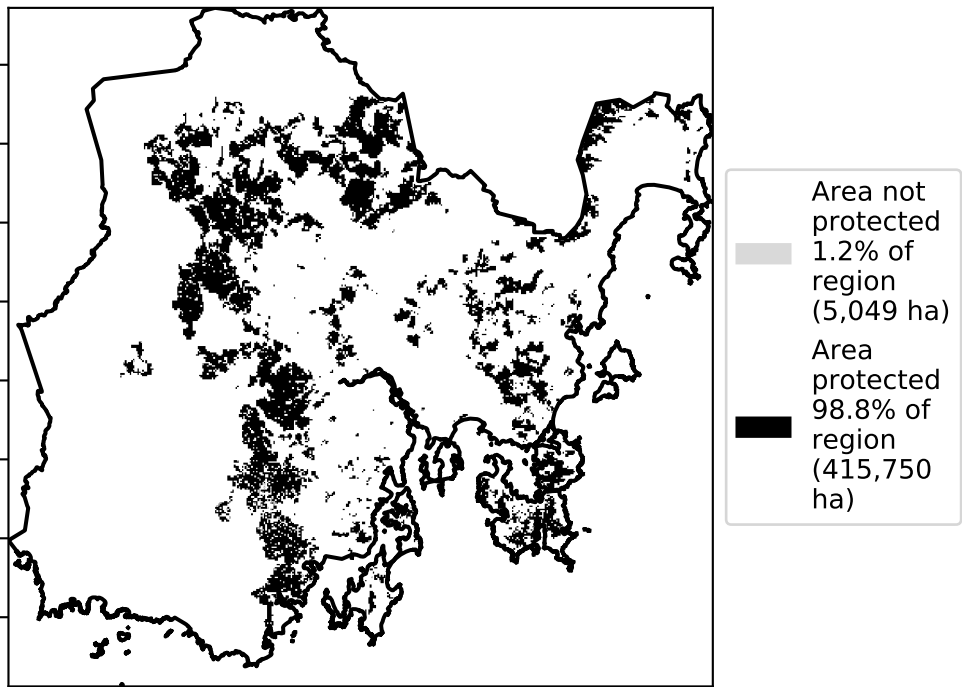 Area not
protected
1.2% of
region
(5,049 ha)
Area
protected
98.8% of
region
(415,750
ha)